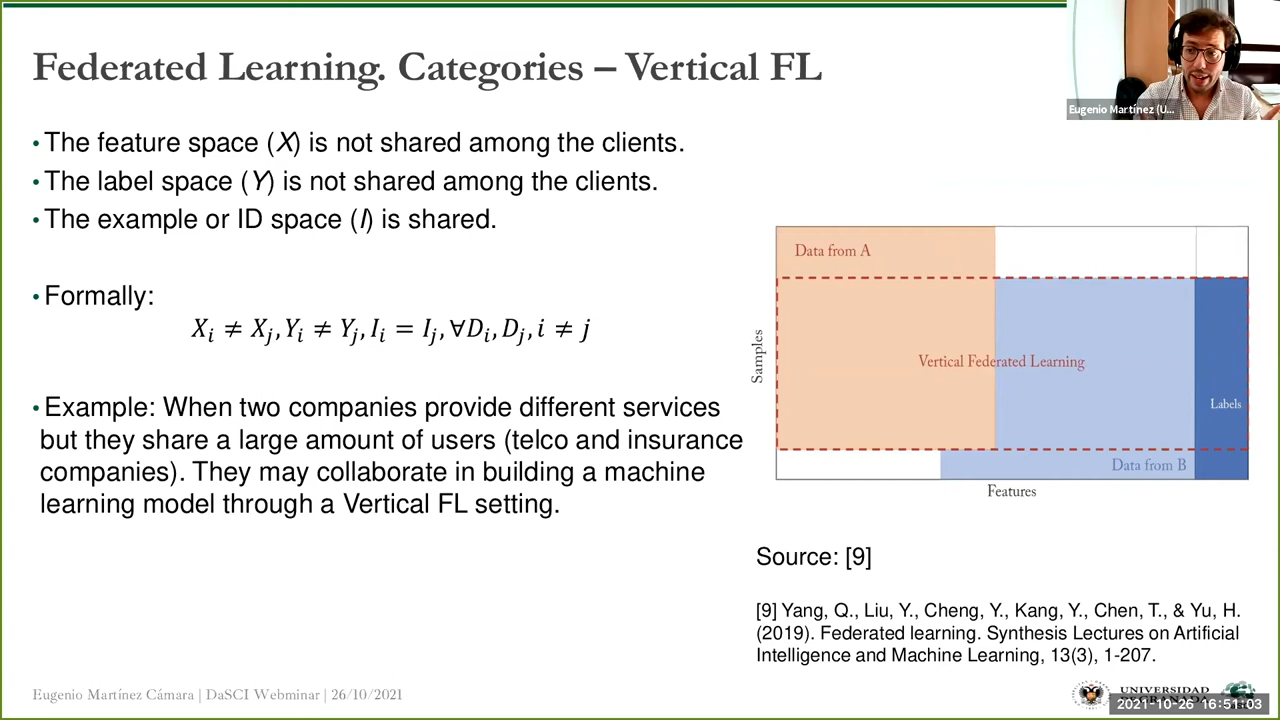 Federated Learning. Categories – Vertical FL
Eugenio Martínez (U...
• The feature space (X) is not shared among the clients.
• The label space (Y) is not shared among the clients.
• The example or ID space (I) is shared.
• Formally:
X_i ≠ X_j, Y_i ≠ Y_j, I_i = I_j, ∀D_i, D_j, i ≠ j
• Example: When two companies provide different services
but they share a large amount of users (telco and insurance
companies). They may collaborate in building a machine
learning model through a Vertical FL setting.
Data from A
Samples
Vertical Federated Learning
Labels
Data from B
Features
Source: [9]
[9] Yang, Q., Liu, Y., Cheng, Y., Kang, Y., Chen, T., & Yu, H.
(2019). Federated learning. Synthesis Lectures on Artificial
Intelligence and Machine Learning, 13(3), 1-207.
Eugenio Martínez Cámara | DaSCI Webminar | 26/10/2021
UNIVERSIDAD
2021-10-26 16:51:03